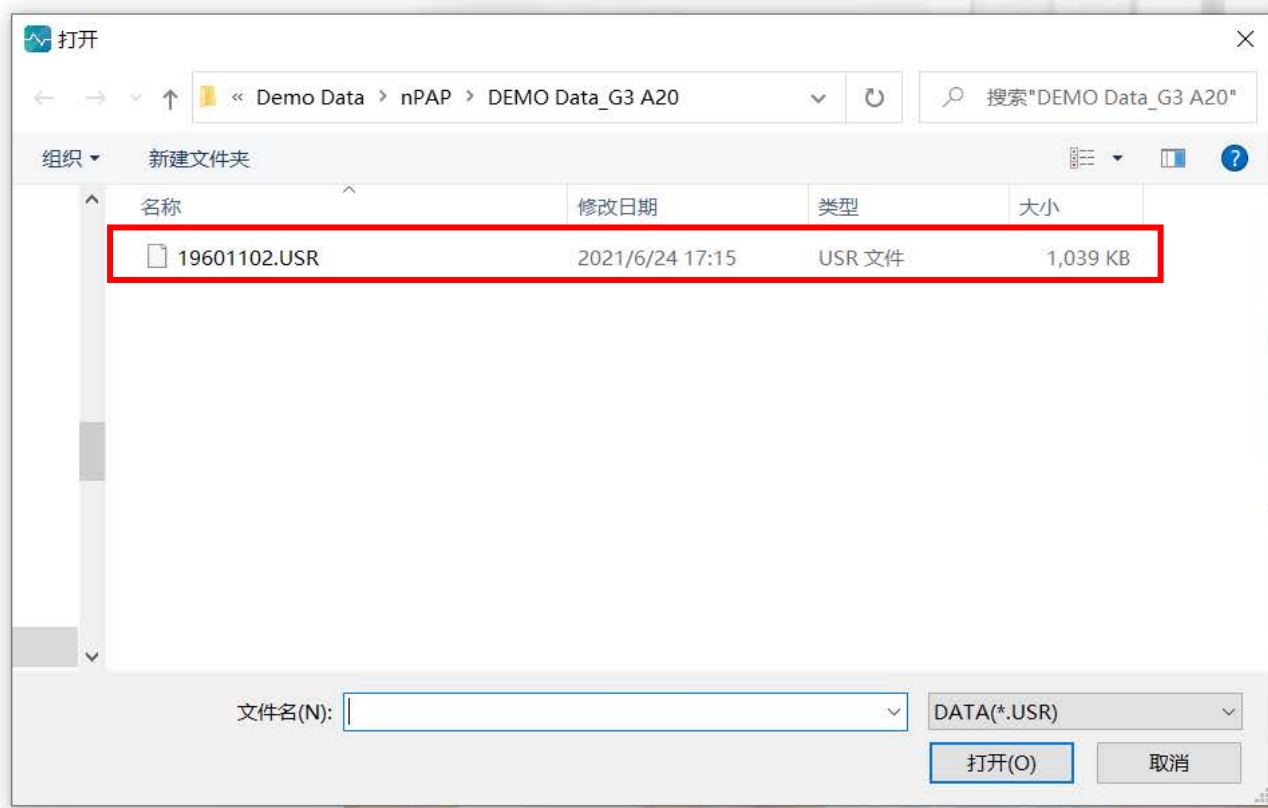 打开
« Demo Data > nPAP > DEMO Data_G3 A20
搜索"DEMO Data_G3 A20"
组织 新建文件夹 ?
名称 修改日期 类型 大小
19601102.USR 2021/6/24 17:15 USR 文件 1,039 KB
文件名(N): DATA(*.USR)
打开(O) 取消